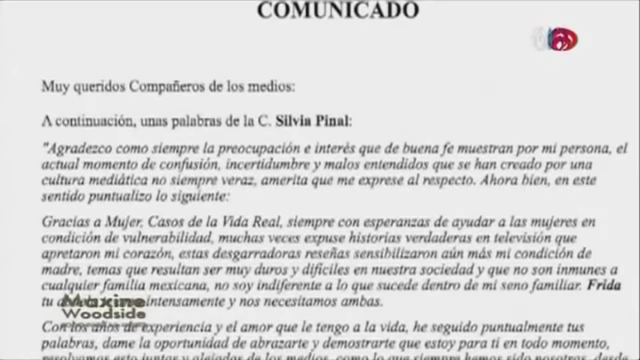 COMUNICADO
Muy queridos Compañeros de los medios:
A continuación, unas palabras de la C. Silvia Pinal:
"Agradezco como siempre la preocupación e interés que de buena fe muestran por mi persona, el
actual momento de confusión, incertidumbre y malos entendidos que se han creado por una
cultura mediática no siempre veraz, amerita que me exprese al respecto. Ahora bien, en este
sentido puntualizo lo siguiente:
Gracias a Mujer, Casos de la Vida Real, siempre con esperanzas de ayudar a las mujeres en
condición de vulnerabilidad, muchas veces expuse historias verdaderas en televisión que
apretaron mi corazón, estas desgarradoras reseñas sensibilizaron aún más mi condición de
madre, temas que resultan ser muy duros y difíciles en nuestra sociedad y que no son inmunes a
cualquier familia mexicana, no soy indiferente a lo que sucede dentro de mi seno familiar. Frida
tu intensamente y nos necesitamos ambas.
Maxine
Woodside
Con los años de experiencia y el amor que le tengo a la vida, he seguido puntualmente tus
palabras, dame la oportunidad de abrazarte y demostrarte que estoy para ti en todo momento,